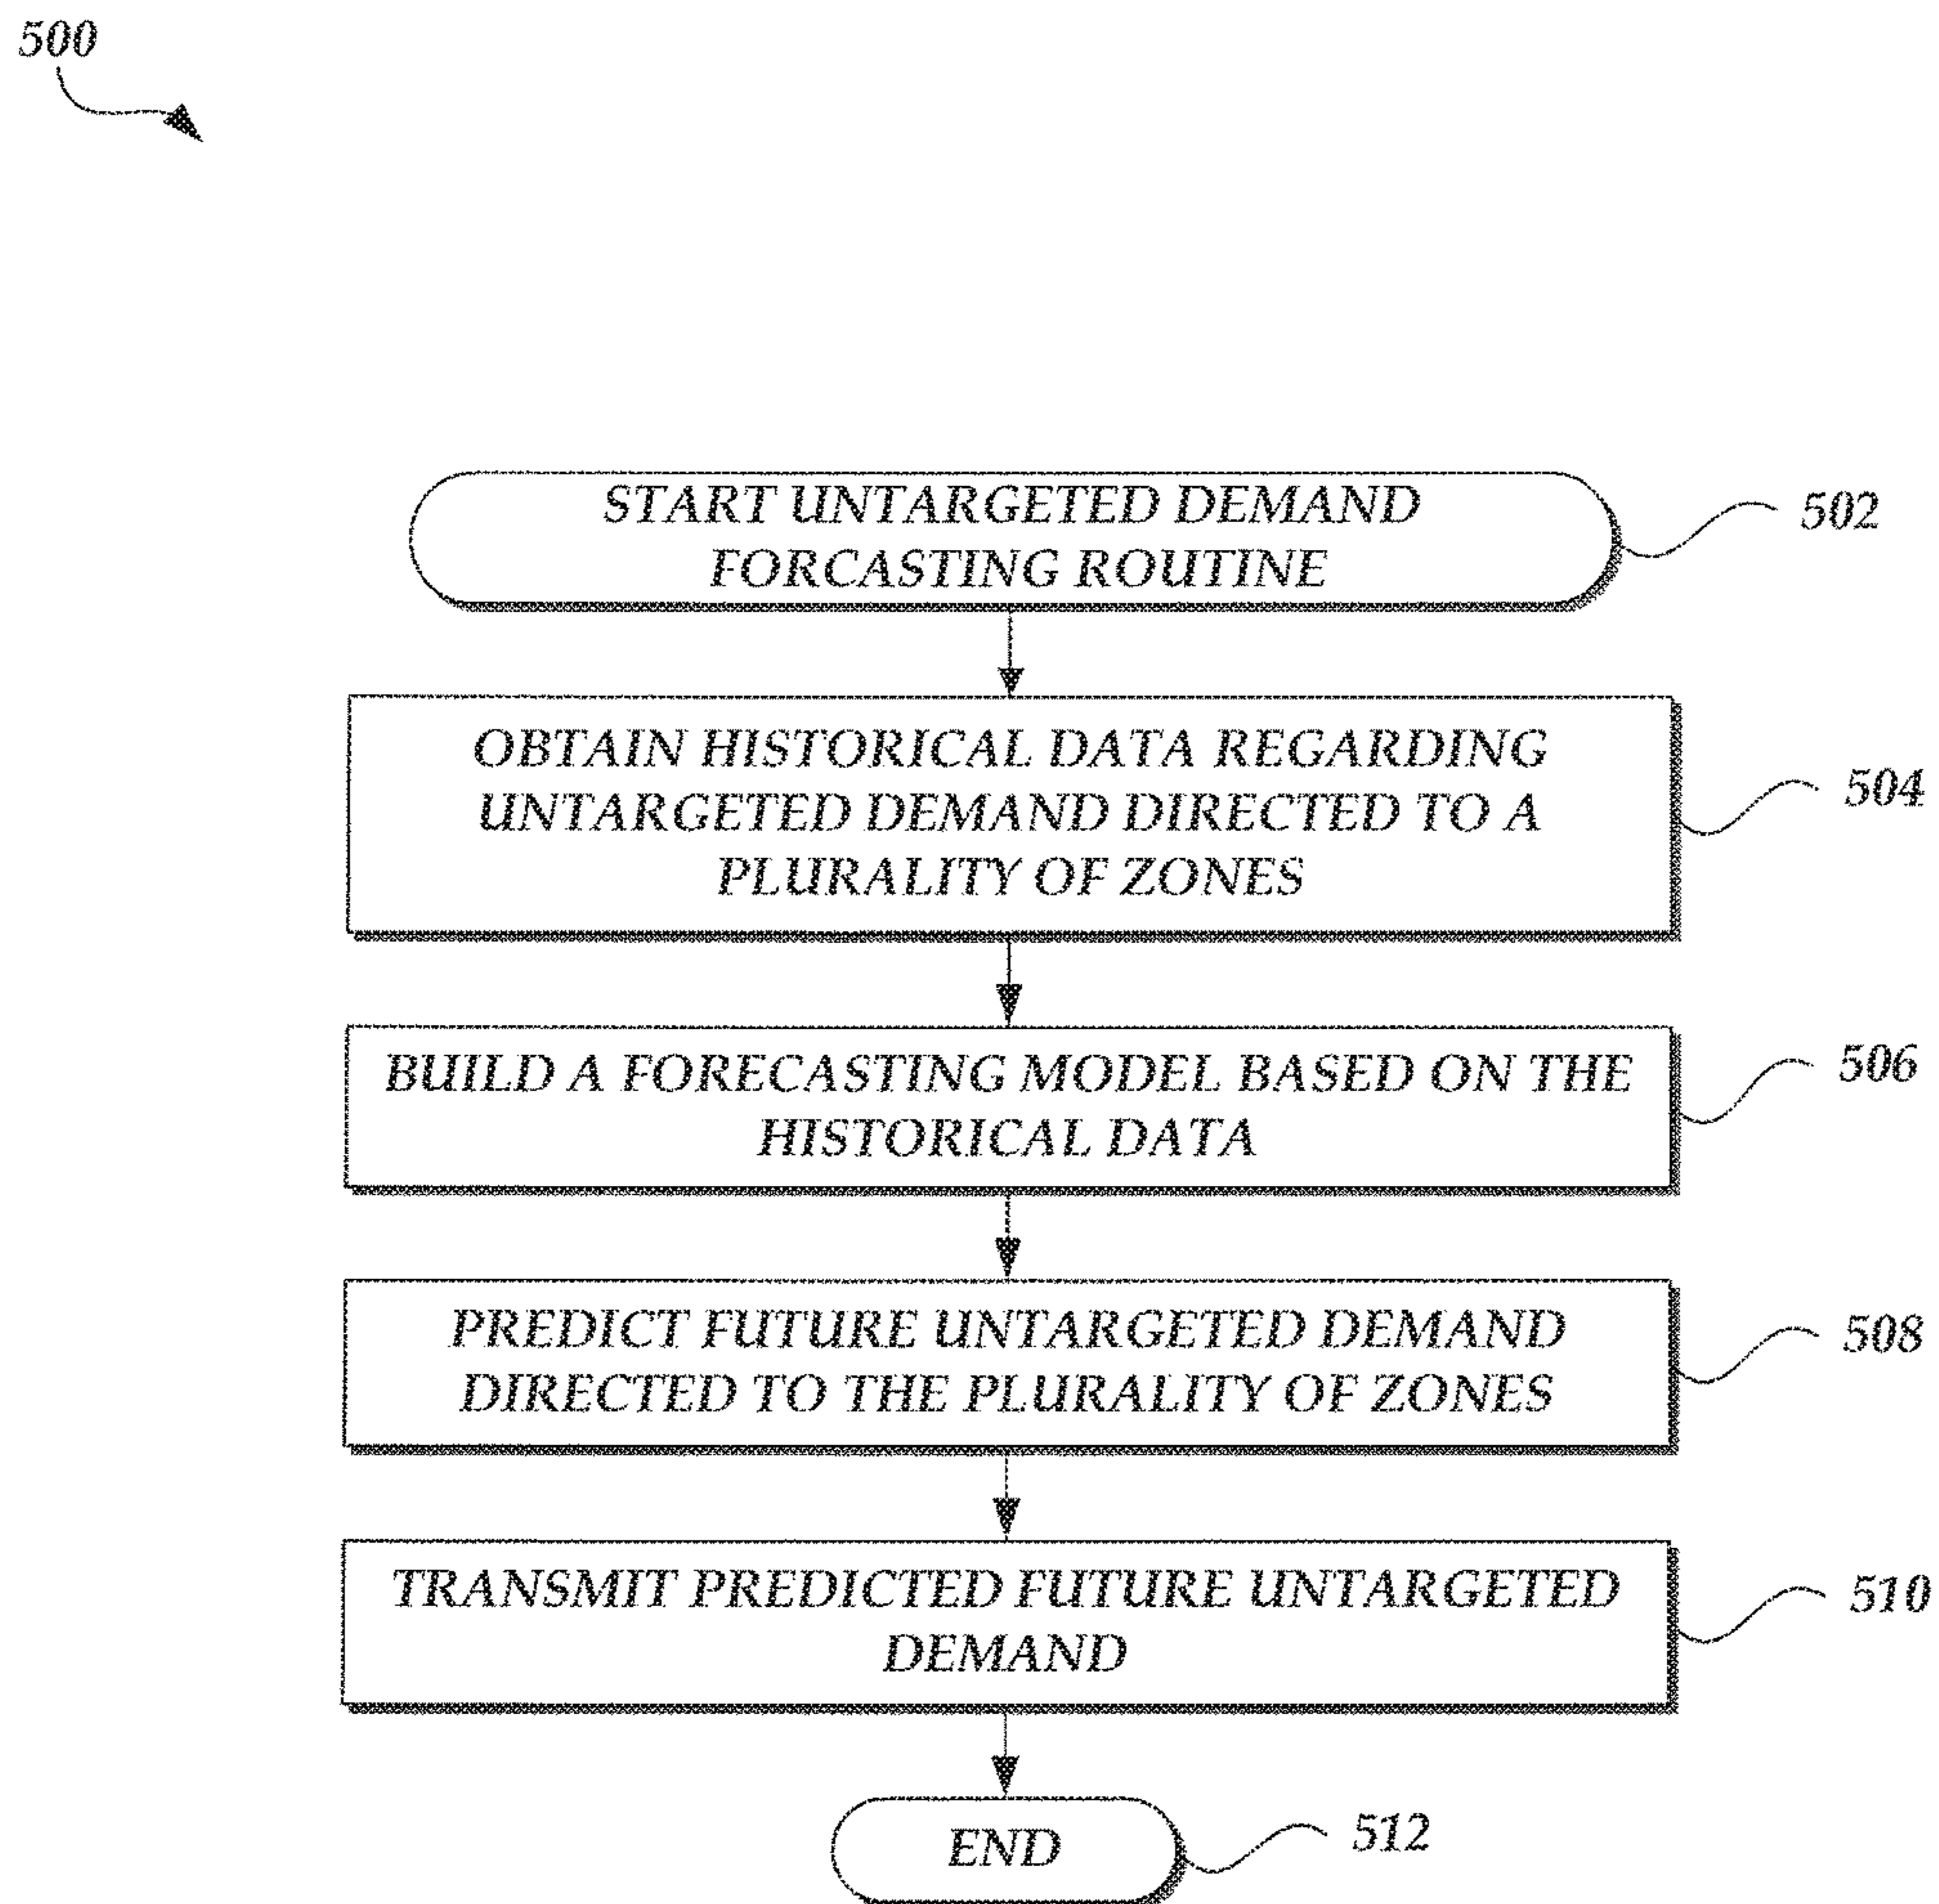 500
START UNTARGETED DEMAND
FORCASTING ROUTINE
502
OBTAIN HISTORICAL DATA REGARDING
UNTARGETED DEMAND DIRECTED TO A
PLURALITY OF ZONES
504
BUILD A FORECASTING MODEL BASED ON THE
HISTORICAL DATA
506
PREDICT FUTURE UNTARGETED DEMAND
DIRECTED TO THE PLURALITY OF ZONES
508
TRANSMIT PREDICTED FUTURE UNTARGETED
DEMAND
510
END
512